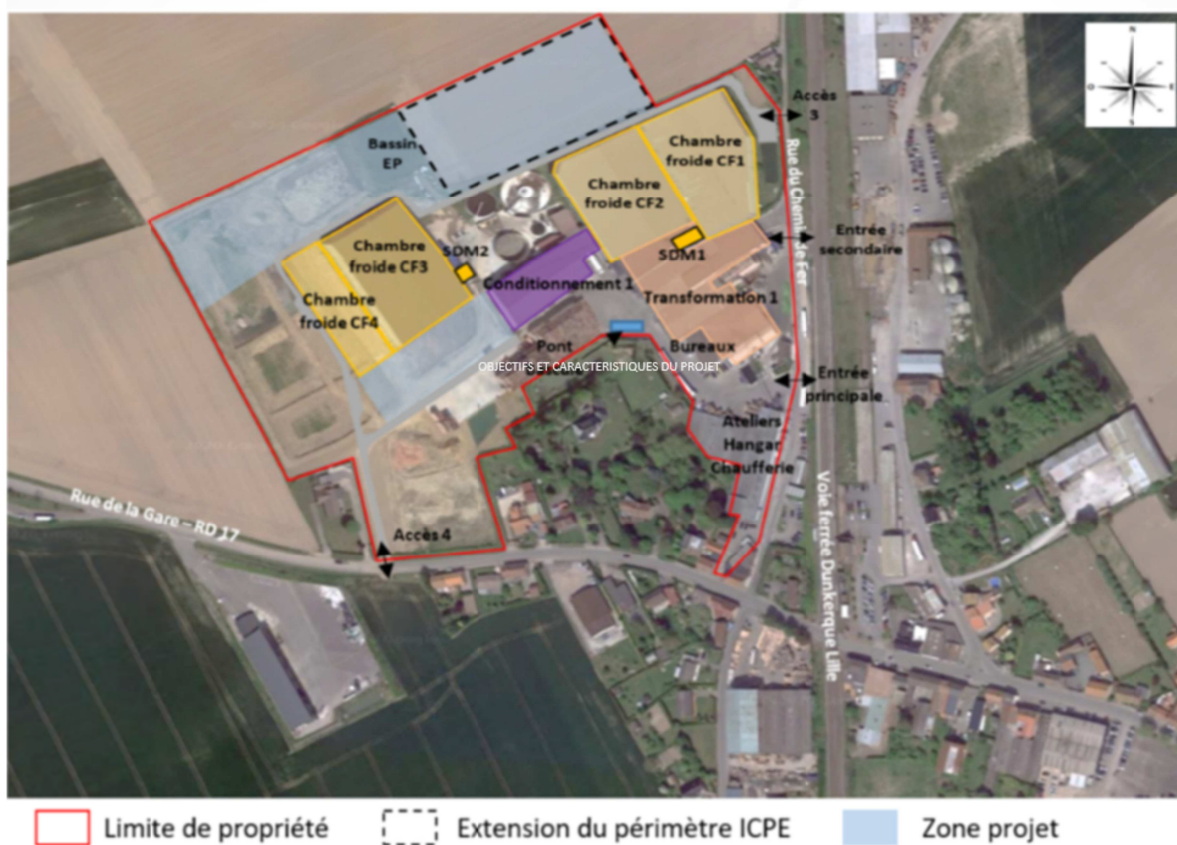 N
O
E
S
Accès
3
Bassin
EP
Chambre
froide CF1
Rue du Chemin de Fer
Chambre
froide CF2
Entrée
secondaire
Chambre
froide CF3
SDM2
SDM1
Conditionnement 1
Transformation 1
Chambre
froide CF4
Pont
Bureaux
OBJECTIFS ET CARACTERISTIQUES DU PROJET
Entrée
principale
Ateliers
Hangar
Chaufferie
Voie ferrée Dunkerque Lille
Rue de la Gare – RD 17
Accès 4
Limite de propriété
Extension du périmètre ICPE
Zone projet